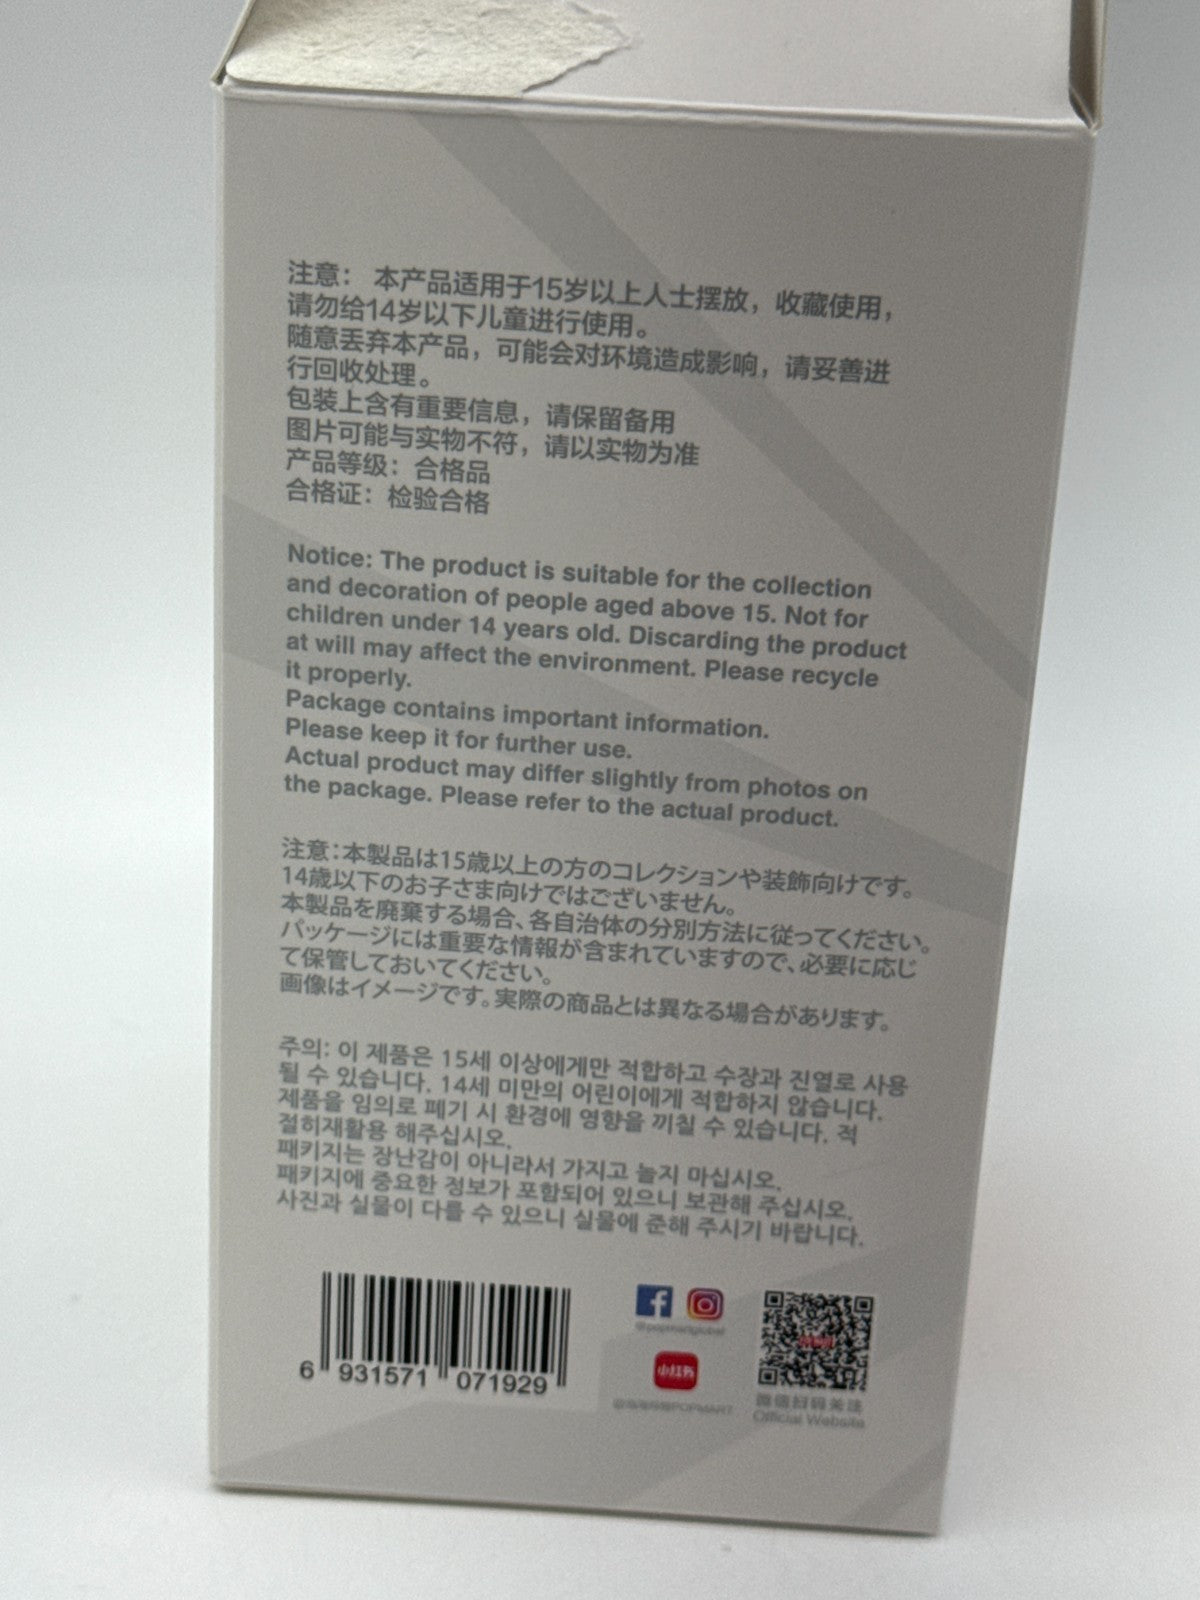 注意： 本产品适用于15岁以上人士摆放，收藏使用，
请勿给14岁以下儿童进行使用。
随意丢弃本产品，可能会对环境造成影响，请妥善进
行回收处理。
包装上含有重要信息，请保留备用
图片可能与实物不符，请以实物为准
产品等级：合格品
合格证：检验合格
Notice: The product is suitable for the collection
and decoration of people aged above 15. Not for
children under 14 years old. Discarding the product
at will may affect the environment. Please recycle
it properly.
Package contains important information.
Please keep it for further use.
Actual product may differ slightly from photos on
the package. Please refer to the actual product.
注意：本製品は15歳以上の方のコレクションや装飾向けです。
14歳以下のお子さま向けではございません。
本製品を廃棄する場合、各自治体の分別方法に従ってください。
パッケージには重要な情報が含まれていますので、必要に応じ
て保管しておいてください。
画像はイメージです。実際の商品とは異なる場合があります。
주의: 이 제품은 15세 이상에게만 적합하고 수장과 진열로 사용
될 수 있습니다. 14세 미만의 어린이에게 적합하지 않습니다.
제품을 임의로 폐기 시 환경에 영향을 끼칠 수 있습니다. 적
절히재활용 해주십시오.
패키지는 장난감이 아니라서 가지고 놀지 마십시오.
패키지에 중요한 정보가 포함되어 있으니 보관해 주십시오.
사진과 실물이 다를 수 있으니 실물에 준해 주시기 바랍니다.
6 931571 071929
@popmartglobal
小红书
POPMART
微信扫码关注
Official Website